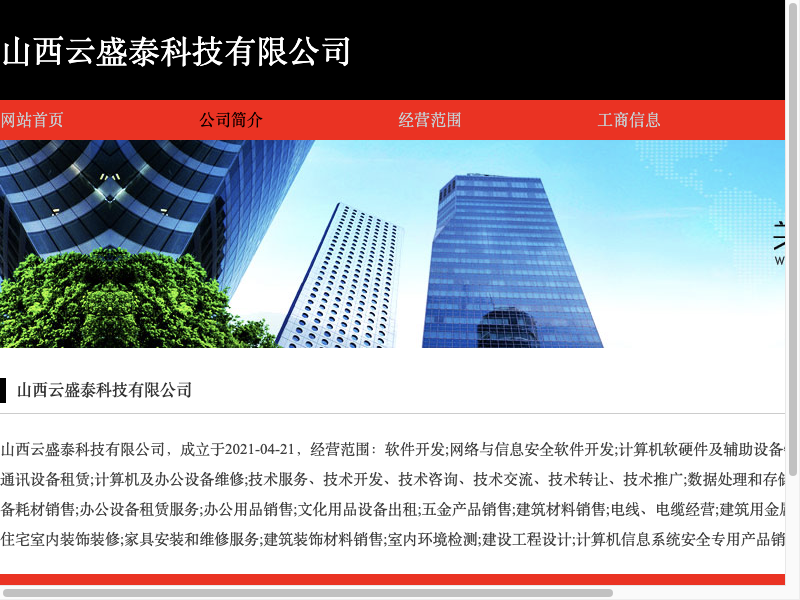 山西云盛泰科技有限公司
网站首页 公司简介 经营范围 工商信息
山西云盛泰科技有限公司
山西云盛泰科技有限公司，成立于2021-04-21，经营范围：软件开发;网络与信息安全软件开发;计算机软硬件及辅助设备
通讯设备租赁;计算机及办公设备维修;技术服务、技术开发、技术咨询、技术交流、技术转让、技术推广;数据处理和存储
备耗材销售;办公设备租赁服务;办公用品销售;文化用品设备出租;五金产品销售;建筑材料销售;电线、电缆经营;建筑用金属
住宅室内装饰装修;家具安装和维修服务;建筑装饰材料销售;室内环境检测;建设工程设计;计算机信息系统安全专用产品销